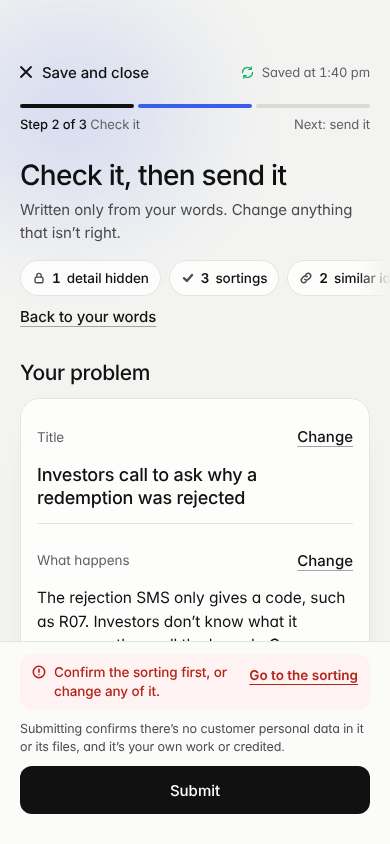 Save and close
Saved at 1:40 pm
Step 2 of 3 Check it
Next: send it
Check it, then send it
Written only from your words. Change anything
that isn’t right.
1 detail hidden
3 sortings
2 similar
Back to your words
Your problem
Title
Change
Investors call to ask why a
redemption was rejected
What happens
Change
The rejection SMS only gives a code, such
as R07. Investors don’t know what it
Confirm the sorting first, or
change any of it.
Go to the sorting
Submitting confirms there’s no customer personal data in it
or its files, and it’s your own work or credited.
Submit